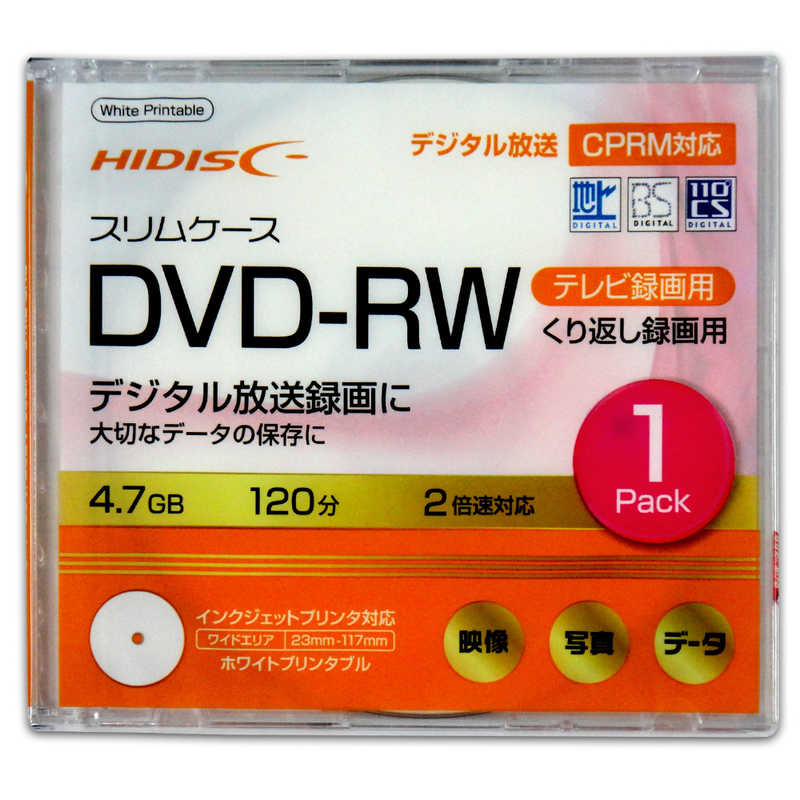 White Printable
HIDISC
デジタル放送 CPRM対応
地上 DIGITAL
BS DIGITAL
110° CS DIGITAL
スリムケース
DVD-RW
テレビ録画用
くり返し録画用
デジタル放送録画に
大切なデータの保存に
1
Pack
4.7GB 120分 2倍速対応
インクジェットプリンタ対応
ワイドエリア 23mm-117mm
ホワイトプリンタブル
映像 写真 データ